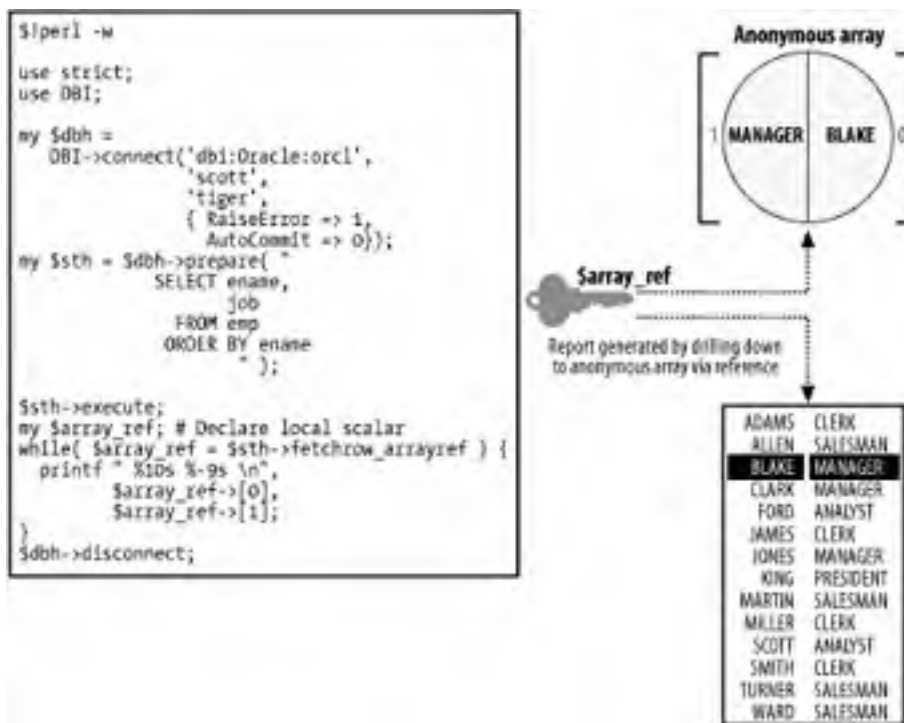 $!perl -w
use strict;
use DBI;
my $dbh =
DBI->connect('dbi:Oracle:orcl',
'scott',
'tiger',
{ RaiseError => 1,
AutoCommit => 0});
my $sth = $dbh->prepare( "
SELECT ename,
job
FROM emp
ORDER BY ename
" );
$sth->execute;
my $array_ref; # Declare local scalar
while( $array_ref = $sth->fetchrow_arrayref ) {
printf " %10s %-9s \n",
$array_ref->[0],
$array_ref->[1];
}
$dbh->disconnect;
Anonymous array
1 MANAGER BLAKE 0
$array_ref
Report generated by drilling down
to anonymous array via reference
ADAMS CLERK
ALLEN SALESMAN
BLAKE MANAGER
CLARK MANAGER
FORD ANALYST
JAMES CLERK
JONES MANAGER
KING PRESIDENT
MARTIN SALESMAN
MILLER CLERK
SCOTT ANALYST
SMITH CLERK
TURNER SALESMAN
WARD SALESMAN